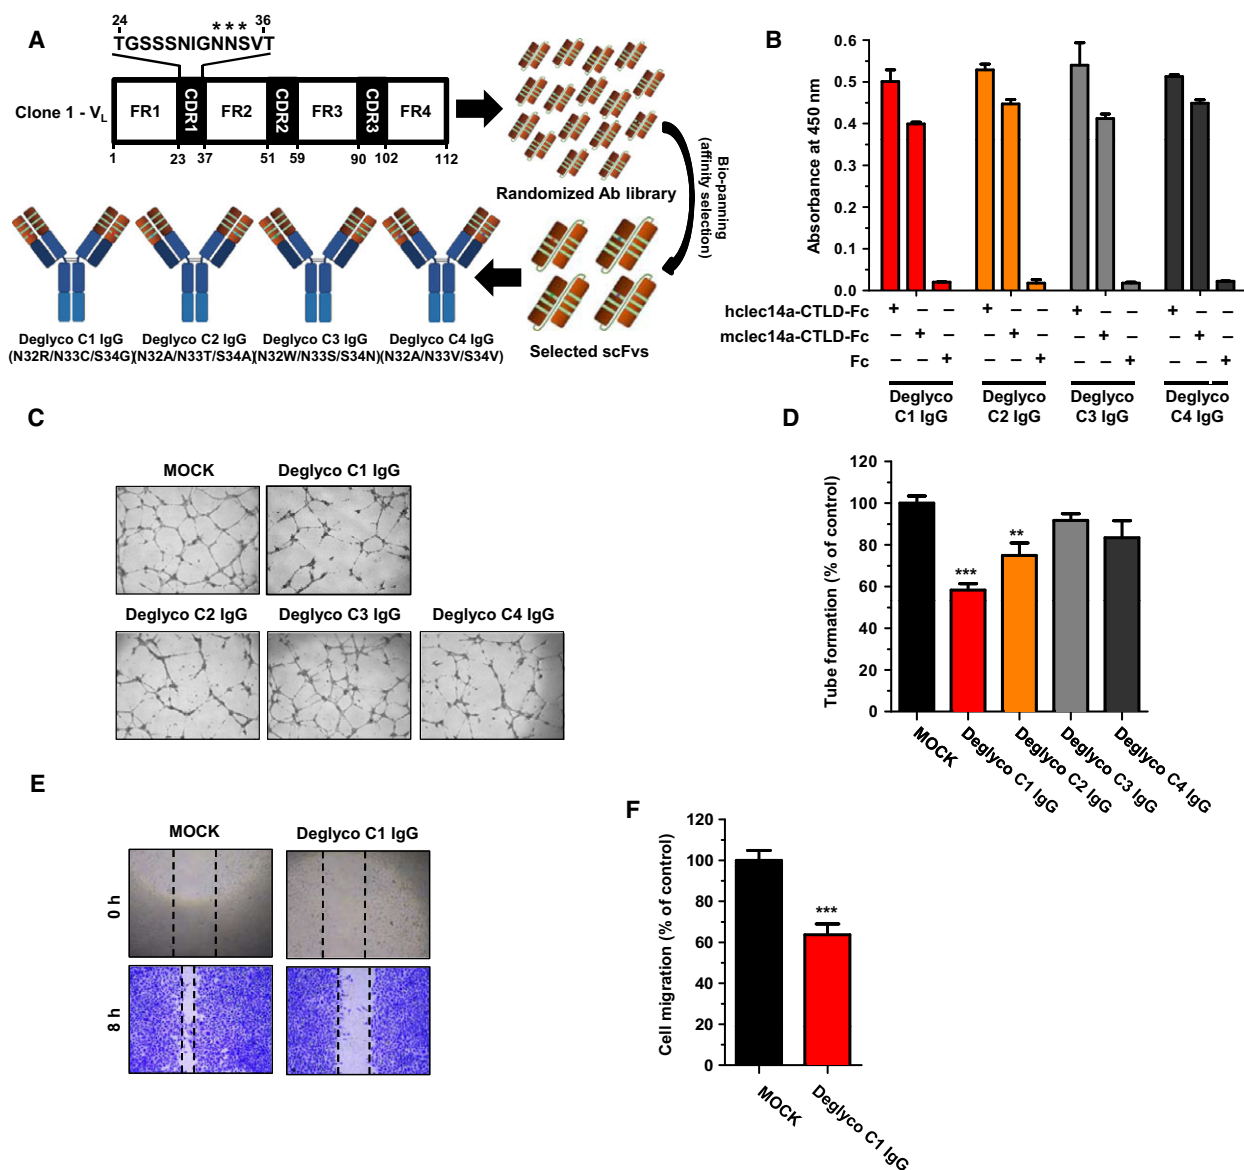 A
24
* * *
36
TGSSSNIGNNSVT
Clone 1 - VL
FR1
CDR1
FR2
CDR2
FR3
CDR3
FR4
1
23
37
51
59
90
102
112
Randomized Ab library
Bio-panning
(affinity selection)
Selected scFvs
Deglyco C1 IgG
(N32R/N33C/S34G)
Deglyco C2 IgG
(N32A/N33T/S34A)
Deglyco C3 IgG
(N32W/N33S/S34N)
Deglyco C4 IgG
(N32A/N33V/S34V)
B
Absorbance at 450 nm
0.6
0.5
0.4
0.3
0.2
0.1
0.0
hclec14a-CTLD-Fc + – – + – – + – – + – –
mclec14a-CTLD-Fc – + – – + – – + – – + –
Fc – – + – – + – – + – – +
Deglyco
C1 IgG
Deglyco
C2 IgG
Deglyco
C3 IgG
Deglyco
C4 IgG
C
MOCK
Deglyco C1 IgG
Deglyco C2 IgG
Deglyco C3 IgG
Deglyco C4 IgG
D
Tube formation (% of control)
120
100
80
60
40
20
0
***
**
MOCK
Deglyco C1 IgG
Deglyco C2 IgG
Deglyco C3 IgG
Deglyco C4 IgG
E
MOCK
Deglyco C1 IgG
0 h
8 h
F
Cell migration (% of control)
120
100
80
60
40
20
0
***
MOCK
Deglyco C1 IgG